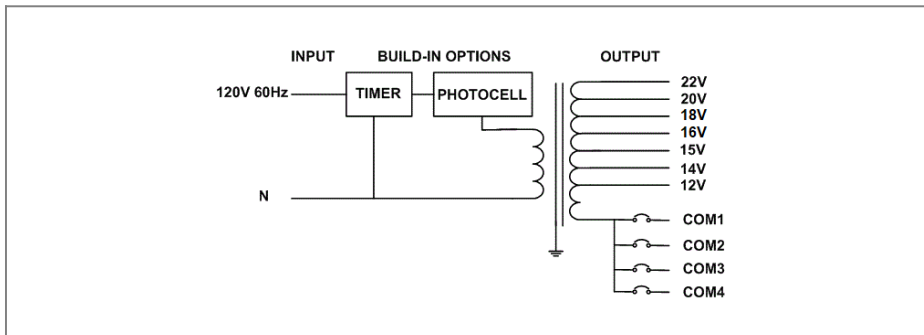 INPUT
BUILD-IN OPTIONS
OUTPUT
120V 60Hz
TIMER
PHOTOCELL
22V
20V
18V
16V
15V
14V
12V
N
COM1
COM2
COM3
COM4